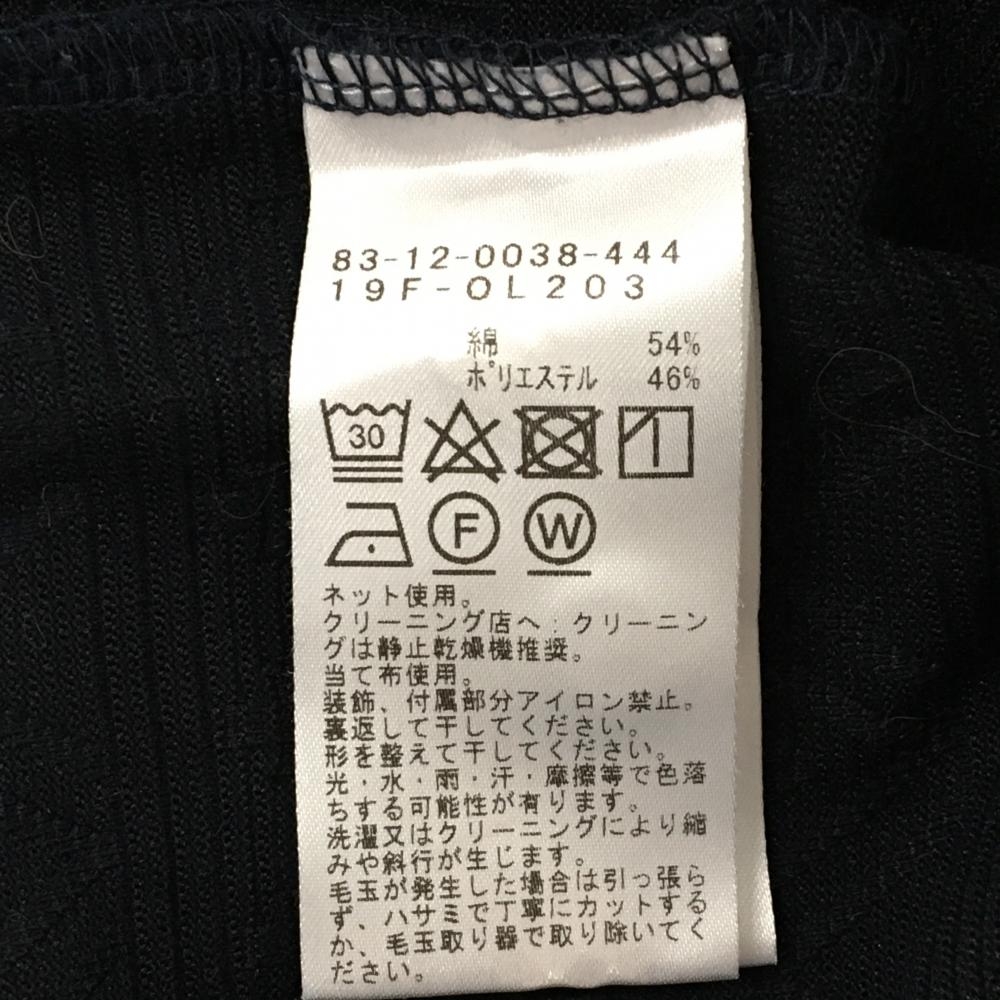 83-12-0038-444
19F-OL203
綿 54%
ポリエステル 46%
30
F W
ネット使用。
クリーニング店へ：クリーニン
グは静止乾燥機推奨。
当て布使用。
装飾、付属部分アイロン禁止。
裏返して干してください。
形を整えて干してください。
光・水・雨・汗・摩擦等で色落
ちする可能性が有ります。
洗濯又はクリーニングにより縮
みや斜行が生じます。
毛玉が発生した場合は引っ張ら
ず、ハサミで丁寧にカットする
か、毛玉取り器で取り除いてく
ださい。